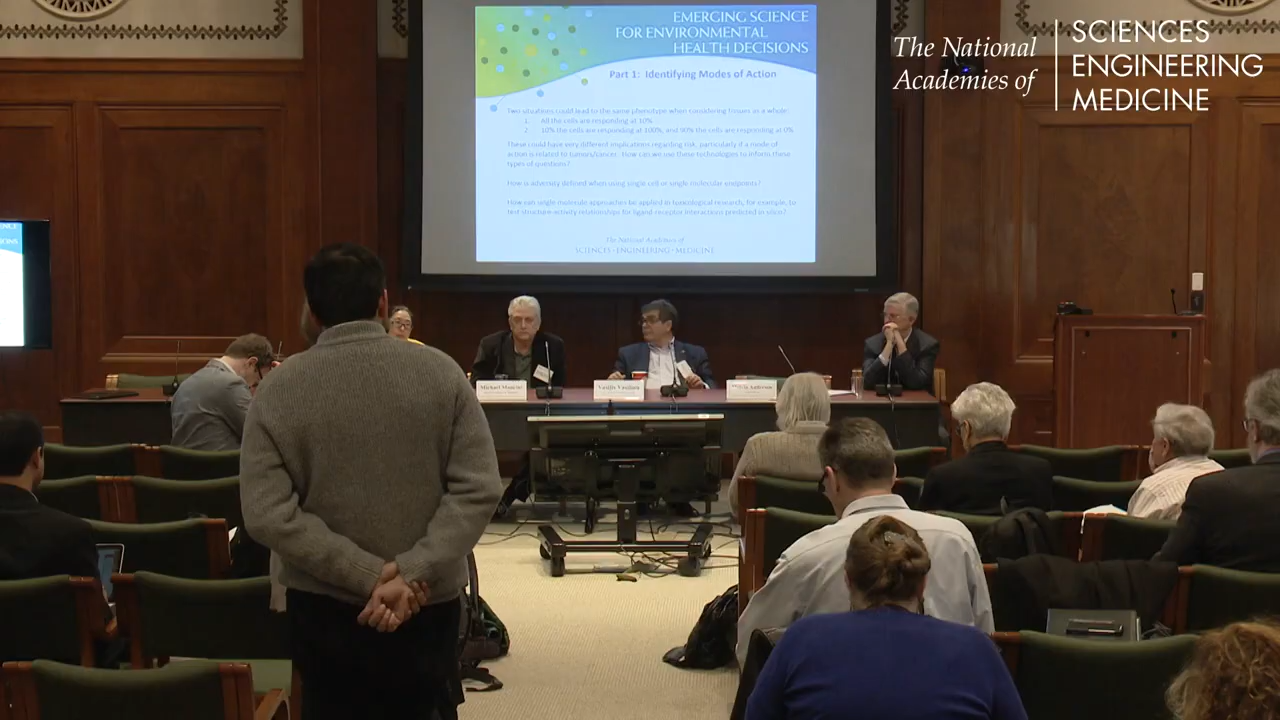 EMERGING SCIENCE
FOR ENVIRONMENTAL
HEALTH DECISIONS
Part 1: Identifying Modes of Action
Two situations could lead to the same phenotype when considering tissues as a whole:
1. All the cells are responding at 10%
2. 10% the cells are responding at 100%, and 90% the cells are responding at 0%
These could have very different implications regarding risk, particularly if a mode of
action is related to tumors/cancer. How can we use these technologies to inform these
types of questions?
How is adversity defined when using single cell or single molecular endpoints?
How can single molecule approaches be applied in toxicological research, for example, to
test structure-activity relationships for ligand-receptor interactions predicted in silico?
The National Academies of
SCIENCES • ENGINEERING • MEDICINE
The National
Academies of
SCIENCES
ENGINEERING
MEDICINE
Vasilis Vasiliou